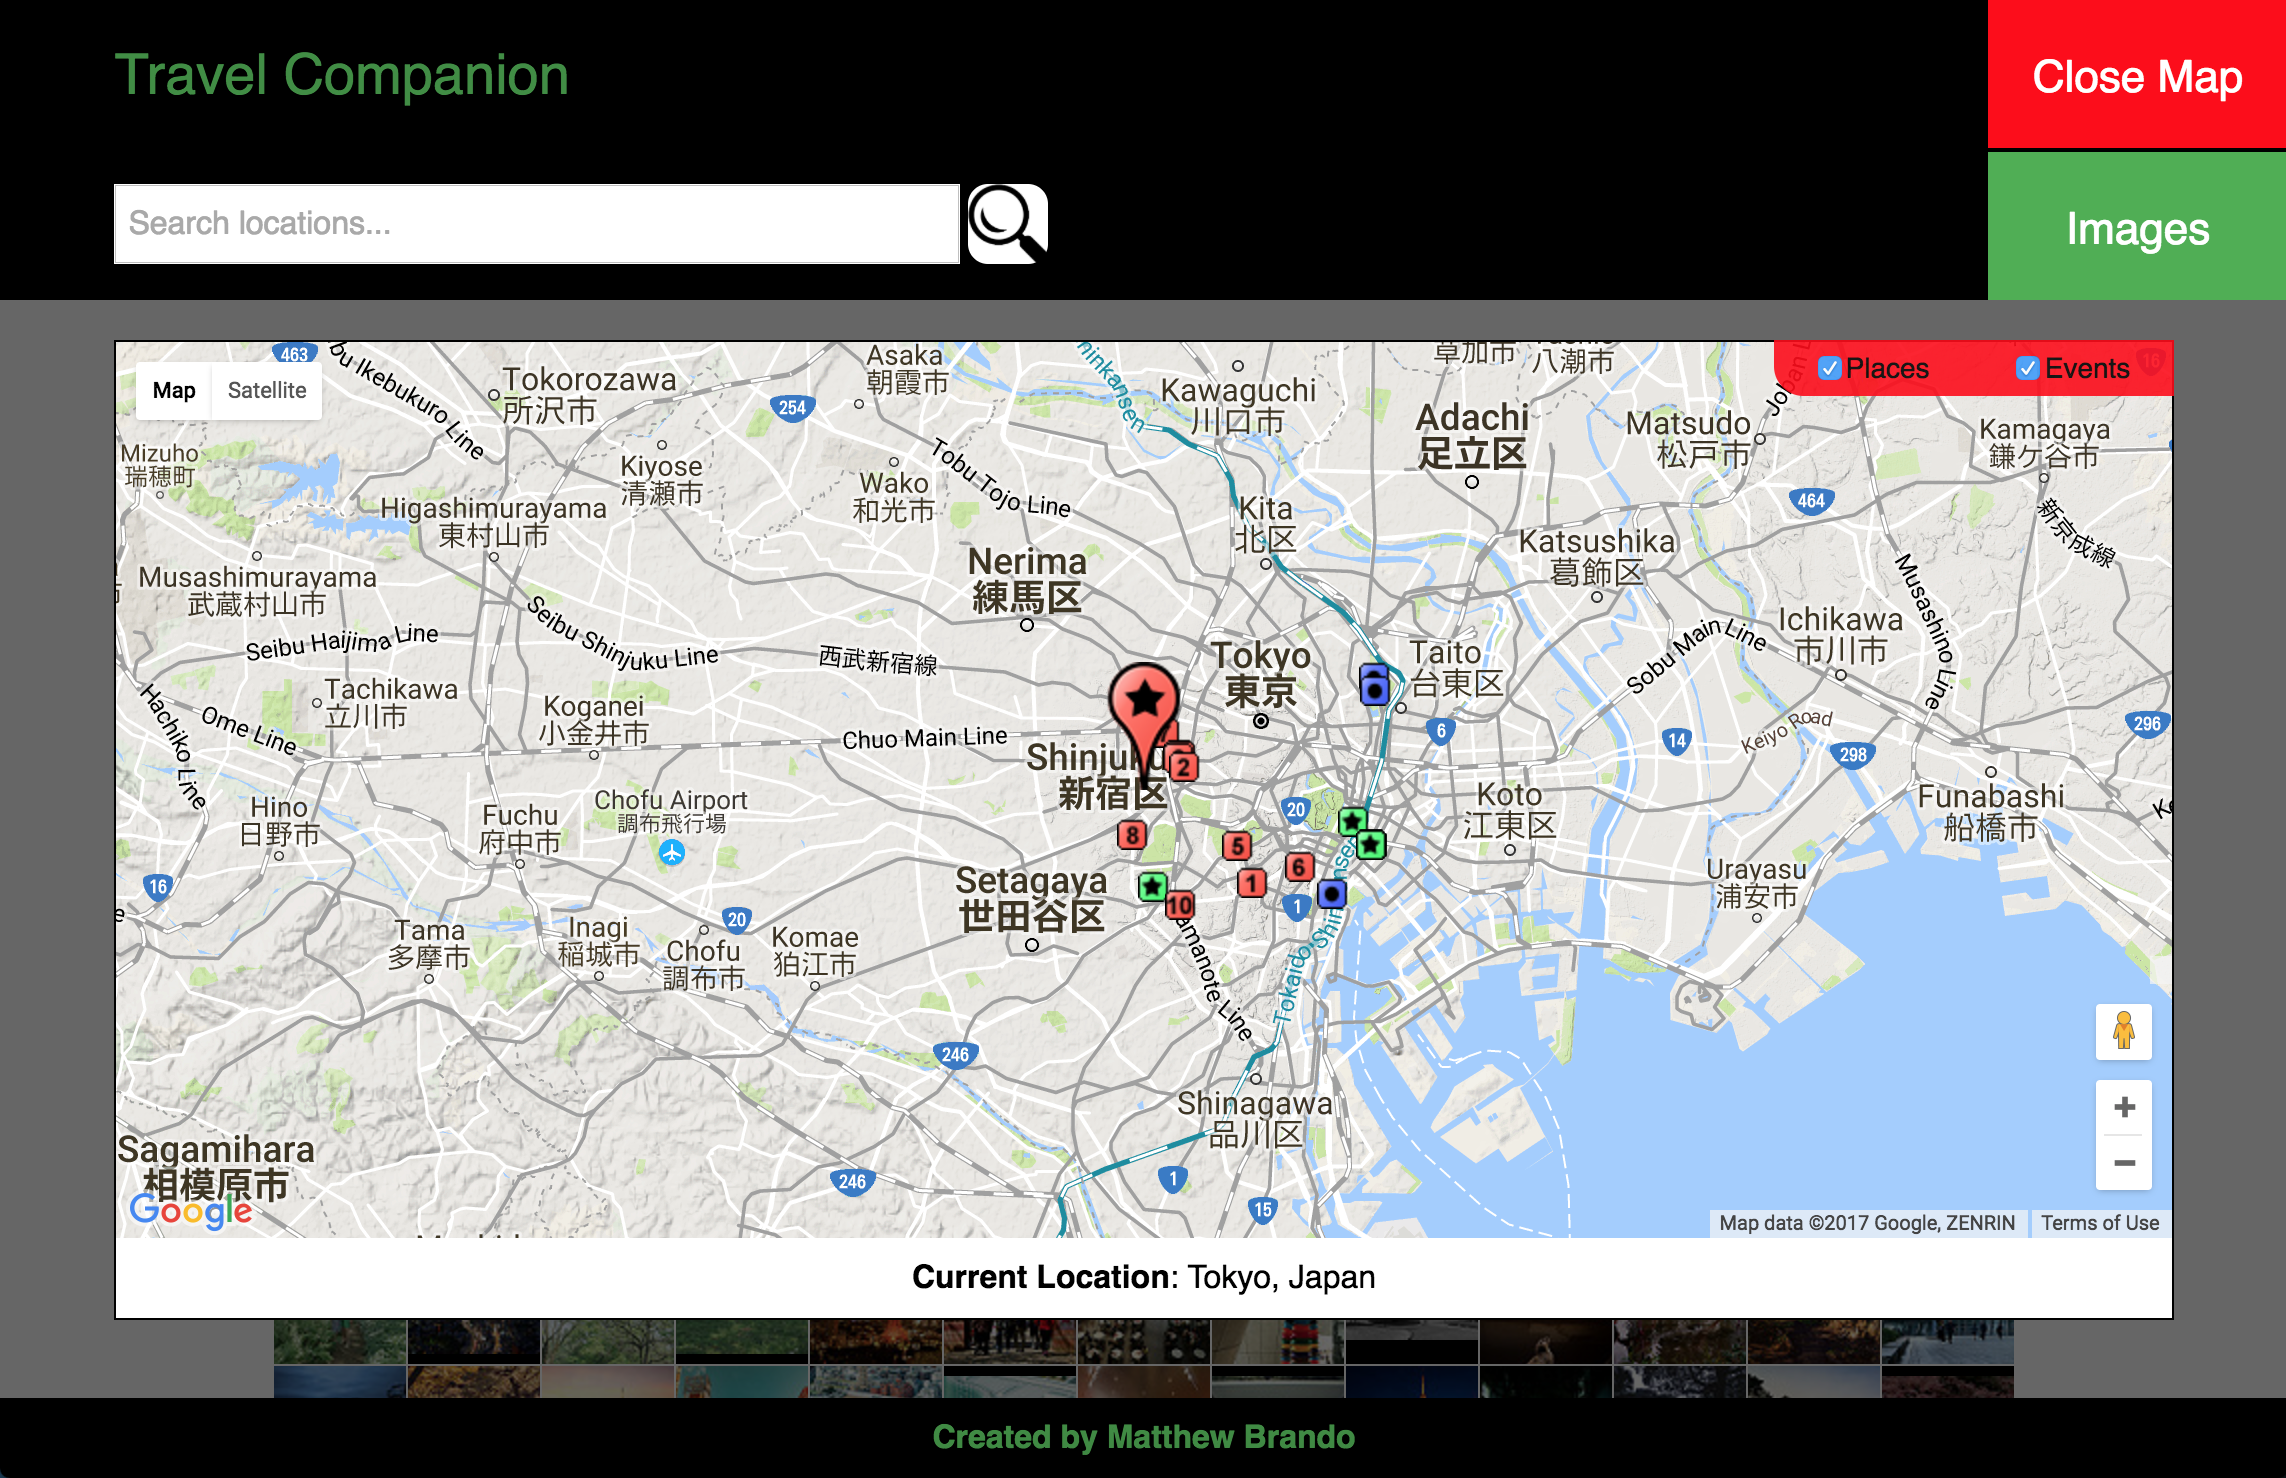 Travel Companion
Close Map
Search locations...
Images
Map
Satellite
Places
Events
463
Tokorozawa
所沢市
254
Asaka
朝霞市
Kawaguchi
川口市
草加市
八潮市
Adachi
足立区
Matsudo
松戸市
Kamagaya
鎌ケ谷市
16
Mizuho
瑞穂町
Kiyose
清瀬市
Wako
和光市
Tobu Tojo Line
Higashimurayama
東村山市
Kita
北区
464
新京成線
Katsushika
葛飾区
Nerima
練馬区
Musashimurayama
武蔵村山市
Seibu Haijima Line
Seibu Shinjuku Line
西武新宿線
Tokyo
東京
Taito
台東区
Sobu Main Line
Ichikawa
市川市
Musashino Line
Tachikawa
立川市
Hachiko Line
Ome Line
Koganei
小金井市
Chuo Main Line
6
14
Keiyo Road
298
296
2
新宿区
Hino
日野市
Fuchu
府中市
Chofu Airport
調布飛行場
20
Koto
江東区
Funabashi
船橋市
8
5
6
1
10
16
Setagaya
世田谷区
Urayasu
浦安市
1
20
Tama
多摩市
Inagi
稲城市
Chofu
調布市
Komae
狛江市
246
Shinagawa
品川区
Sagamihara
相模原市
246
1
15
Google
Map data ©2017 Google, ZENRIN
Terms of Use
Current Location: Tokyo, Japan
Created by Matthew Brando